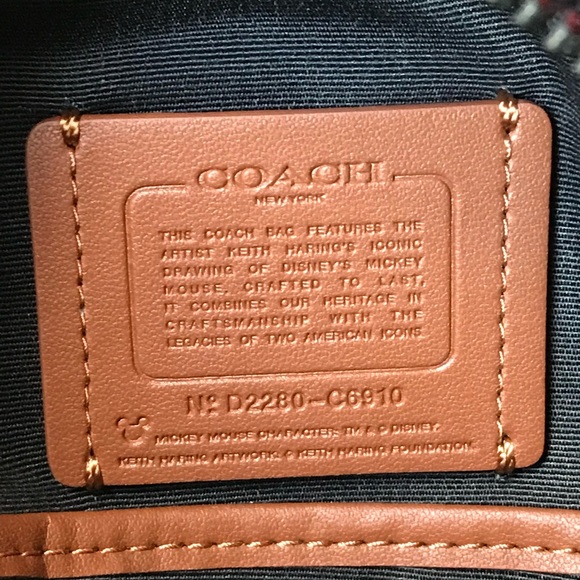 COACH
NEW YORK
THIS COACH BAG FEATURES THE
ARTIST KEITH HARING'S ICONIC
DRAWING OF DISNEY'S MICKEY
MOUSE. CRAFTED TO LAST,
IT COMBINES OUR HERITAGE IN
CRAFTSMANSHIP WITH THE
LEGACIES OF TWO AMERICAN ICONS.
Nº D2280-C6910
MICKEY MOUSE CHARACTER: TM & © DISNEY.
KEITH HARING ARTWORK: © KEITH HARING FOUNDATION.